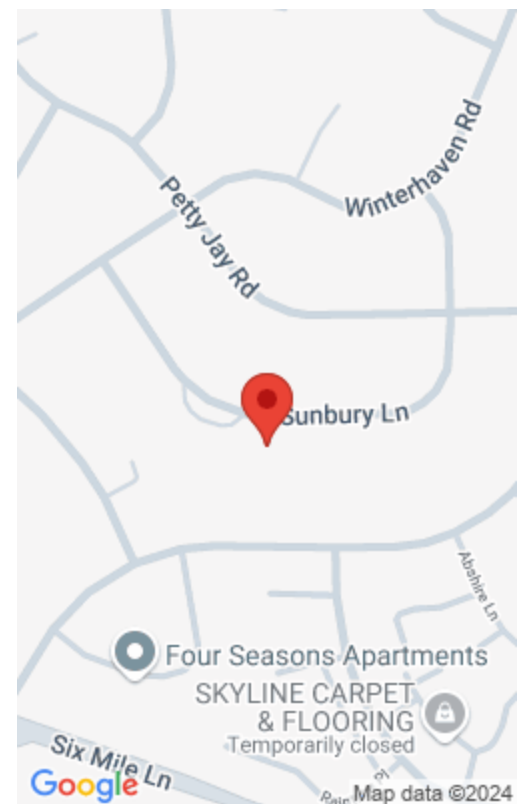 Winterhaven Rd
Petty Jay Rd
Sunbury Ln
Abshire Ln
Four Seasons Apartments
SKYLINE CARPET
& FLOORING
Temporarily closed
Six Mile Ln
Google
Map data ©2024